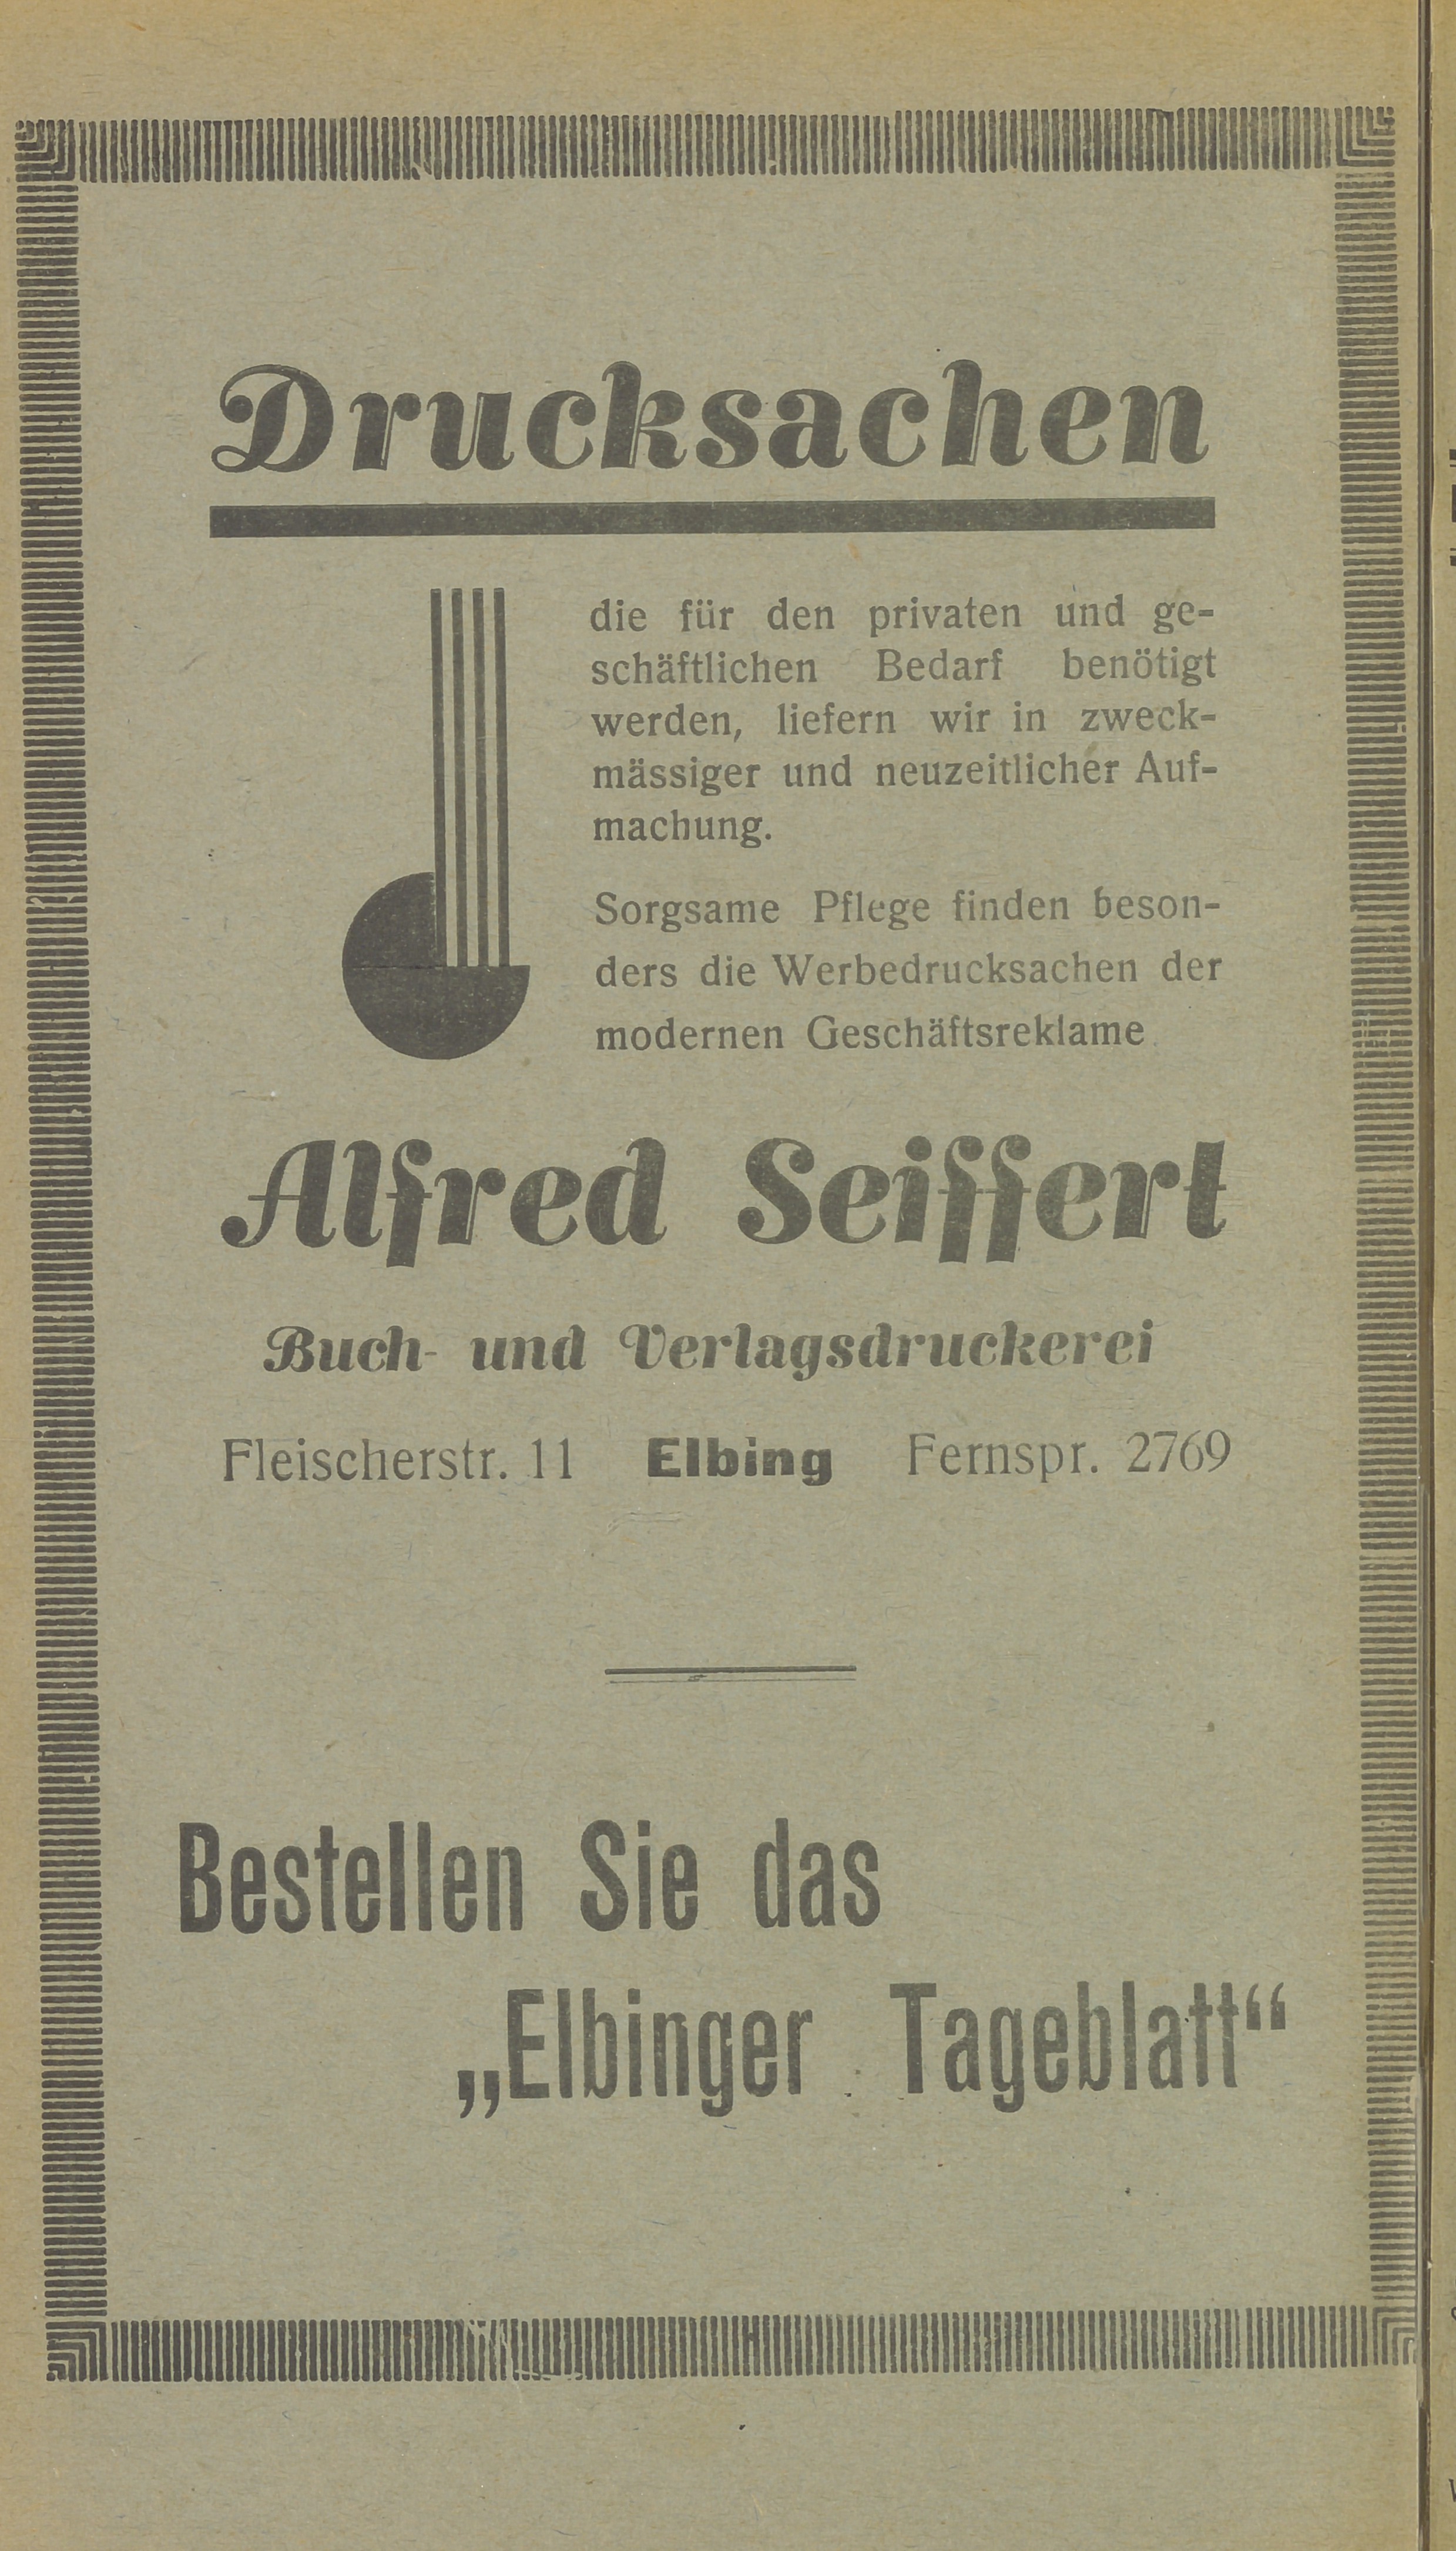 Drucksachen
die für den privaten und ge-
schäftlichen Bedarf benötigt
werden, liefern wir in zweck-
mässiger und neuzeitlicher Auf-
machung.
Sorgsame Pflege finden beson-
ders die Werbedrucksachen der
modernen Geschäftsreklame
Alfred Seiffert
Buch- und Verlagsdruckerei
Fleischerstr. 11 Elbing Fernspr. 2769
Bestellen Sie das
„Elbinger Tageblatt“